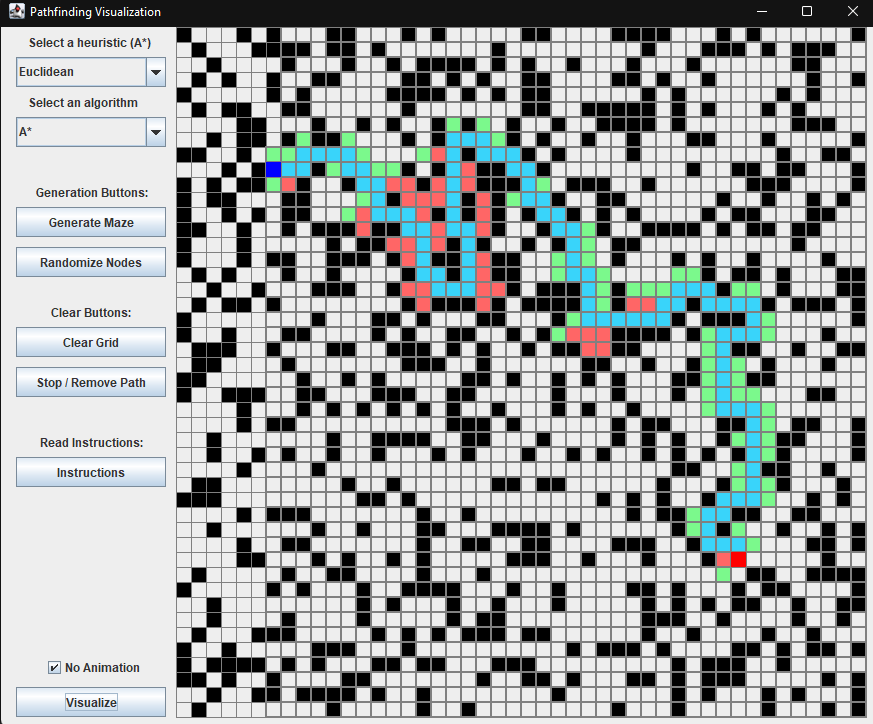 Pathfinding Visualization
Select a heuristic (A*)
Euclidean
Select an algorithm
A*
Generation Buttons:
Generate Maze
Randomize Nodes
Clear Buttons:
Clear Grid
Stop / Remove Path
Read Instructions:
Instructions
No Animation
Visualize